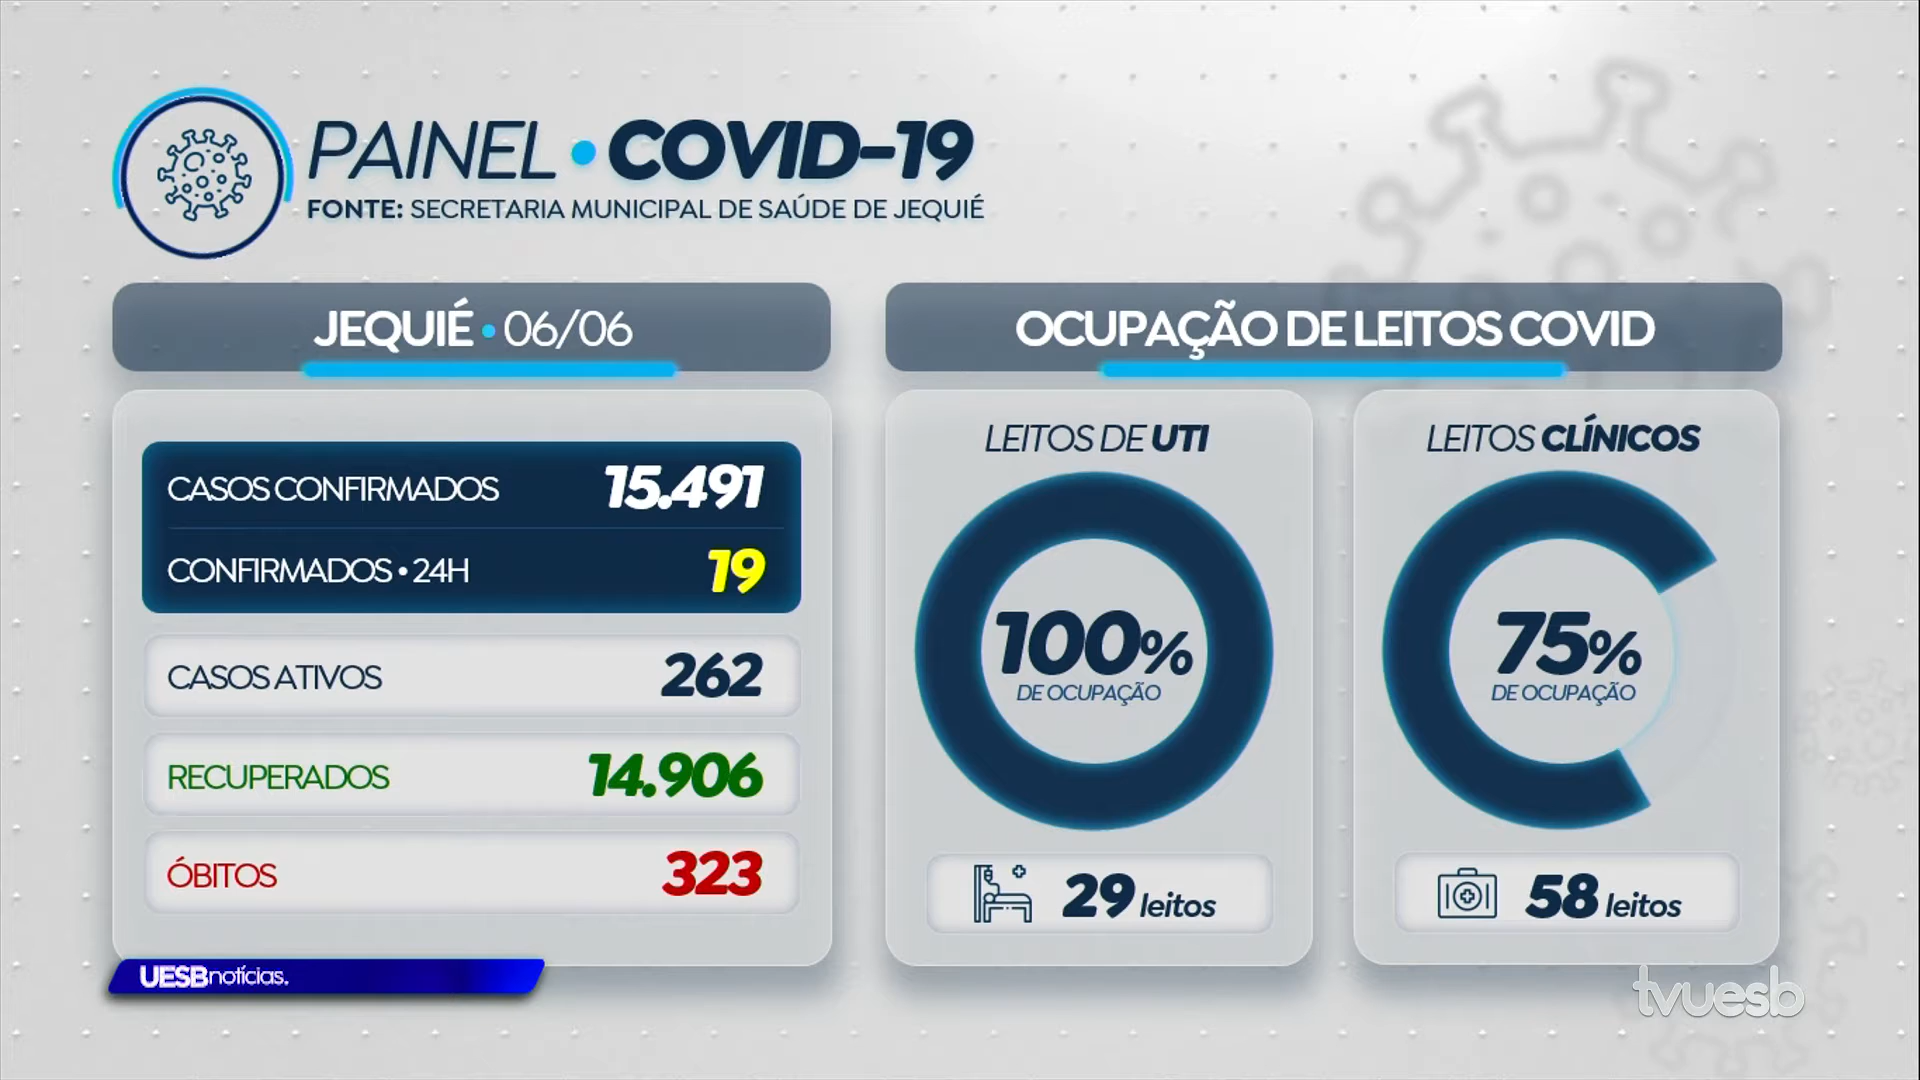 PAINEL • COVID-19
FONTE: SECRETARIA MUNICIPAL DE SAÚDE DE JEQUIÉ
JEQUIÉ • 06/06
CASOS CONFIRMADOS 15.491
CONFIRMADOS • 24H 19
CASOS ATIVOS 262
RECUPERADOS 14.906
ÓBITOS 323
OCUPAÇÃO DE LEITOS COVID
LEITOS DE UTI
100%
DE OCUPAÇÃO
29 leitos
LEITOS CLÍNICOS
75%
DE OCUPAÇÃO
58 leitos
UESBnotícias.
tvuesb